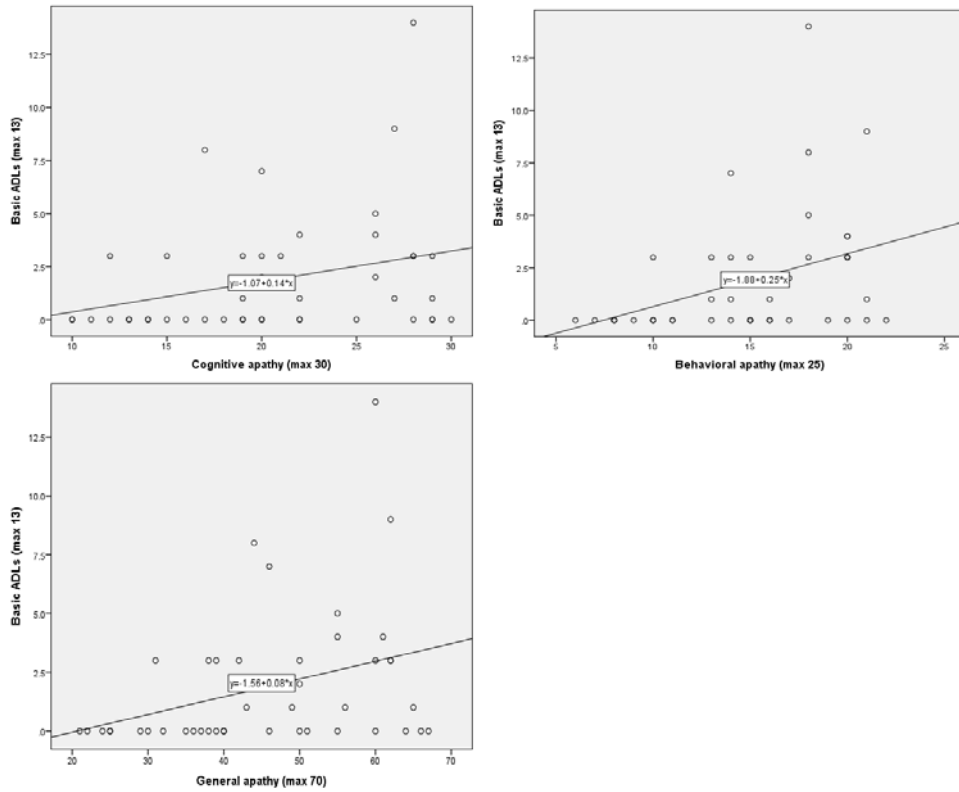 Basic ADLs (max 13)
12.5
10.0
7.5
5.0
2.5
.0
y=-1.07+0.14*x
10 15 20 25 30
Cognitive apathy (max 30)
Basic ADLs (max 13)
12.5
10.0
7.5
5.0
2.5
.0
y=-1.88+0.25*x
5 10 15 20 25
Behavioral apathy (max 25)
Basic ADLs (max 13)
12.5
10.0
7.5
5.0
2.5
.0
y=-1.56+0.08*x
20 30 40 50 60 70
General apathy (max 70)